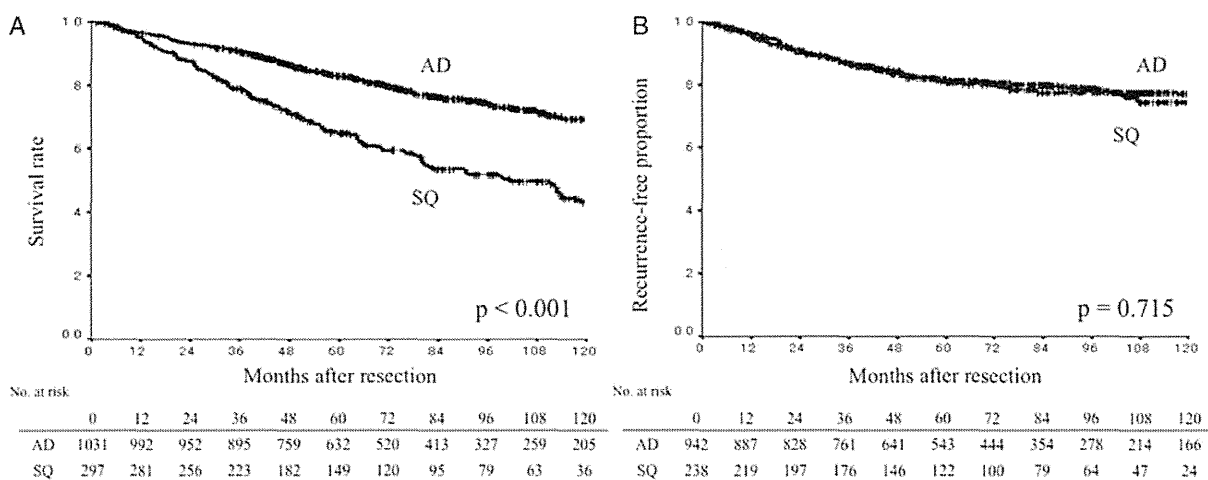 A
1 0
8
6
4
2
0.0
Survival rate
AD
SQ
p < 0.001
0 12 24 36 48 60 72 84 96 108 120
Months after resection
No. at risk
0 12 24 36 48 60 72 84 96 108 120
AD 1031 992 952 895 759 632 520 413 327 259 205
SQ 297 281 256 223 182 149 120 95 79 63 36
B
1 0
8
6
4
2
0.0
Recurrence-free proportion
AD
SQ
p = 0.715
0 12 24 36 48 60 72 84 96 108 120
Months after resection
No. at risk
0 12 24 36 48 60 72 84 96 108 120
AD 942 887 828 761 641 543 444 354 278 214 166
SQ 238 219 197 176 146 122 100 79 64 47 24